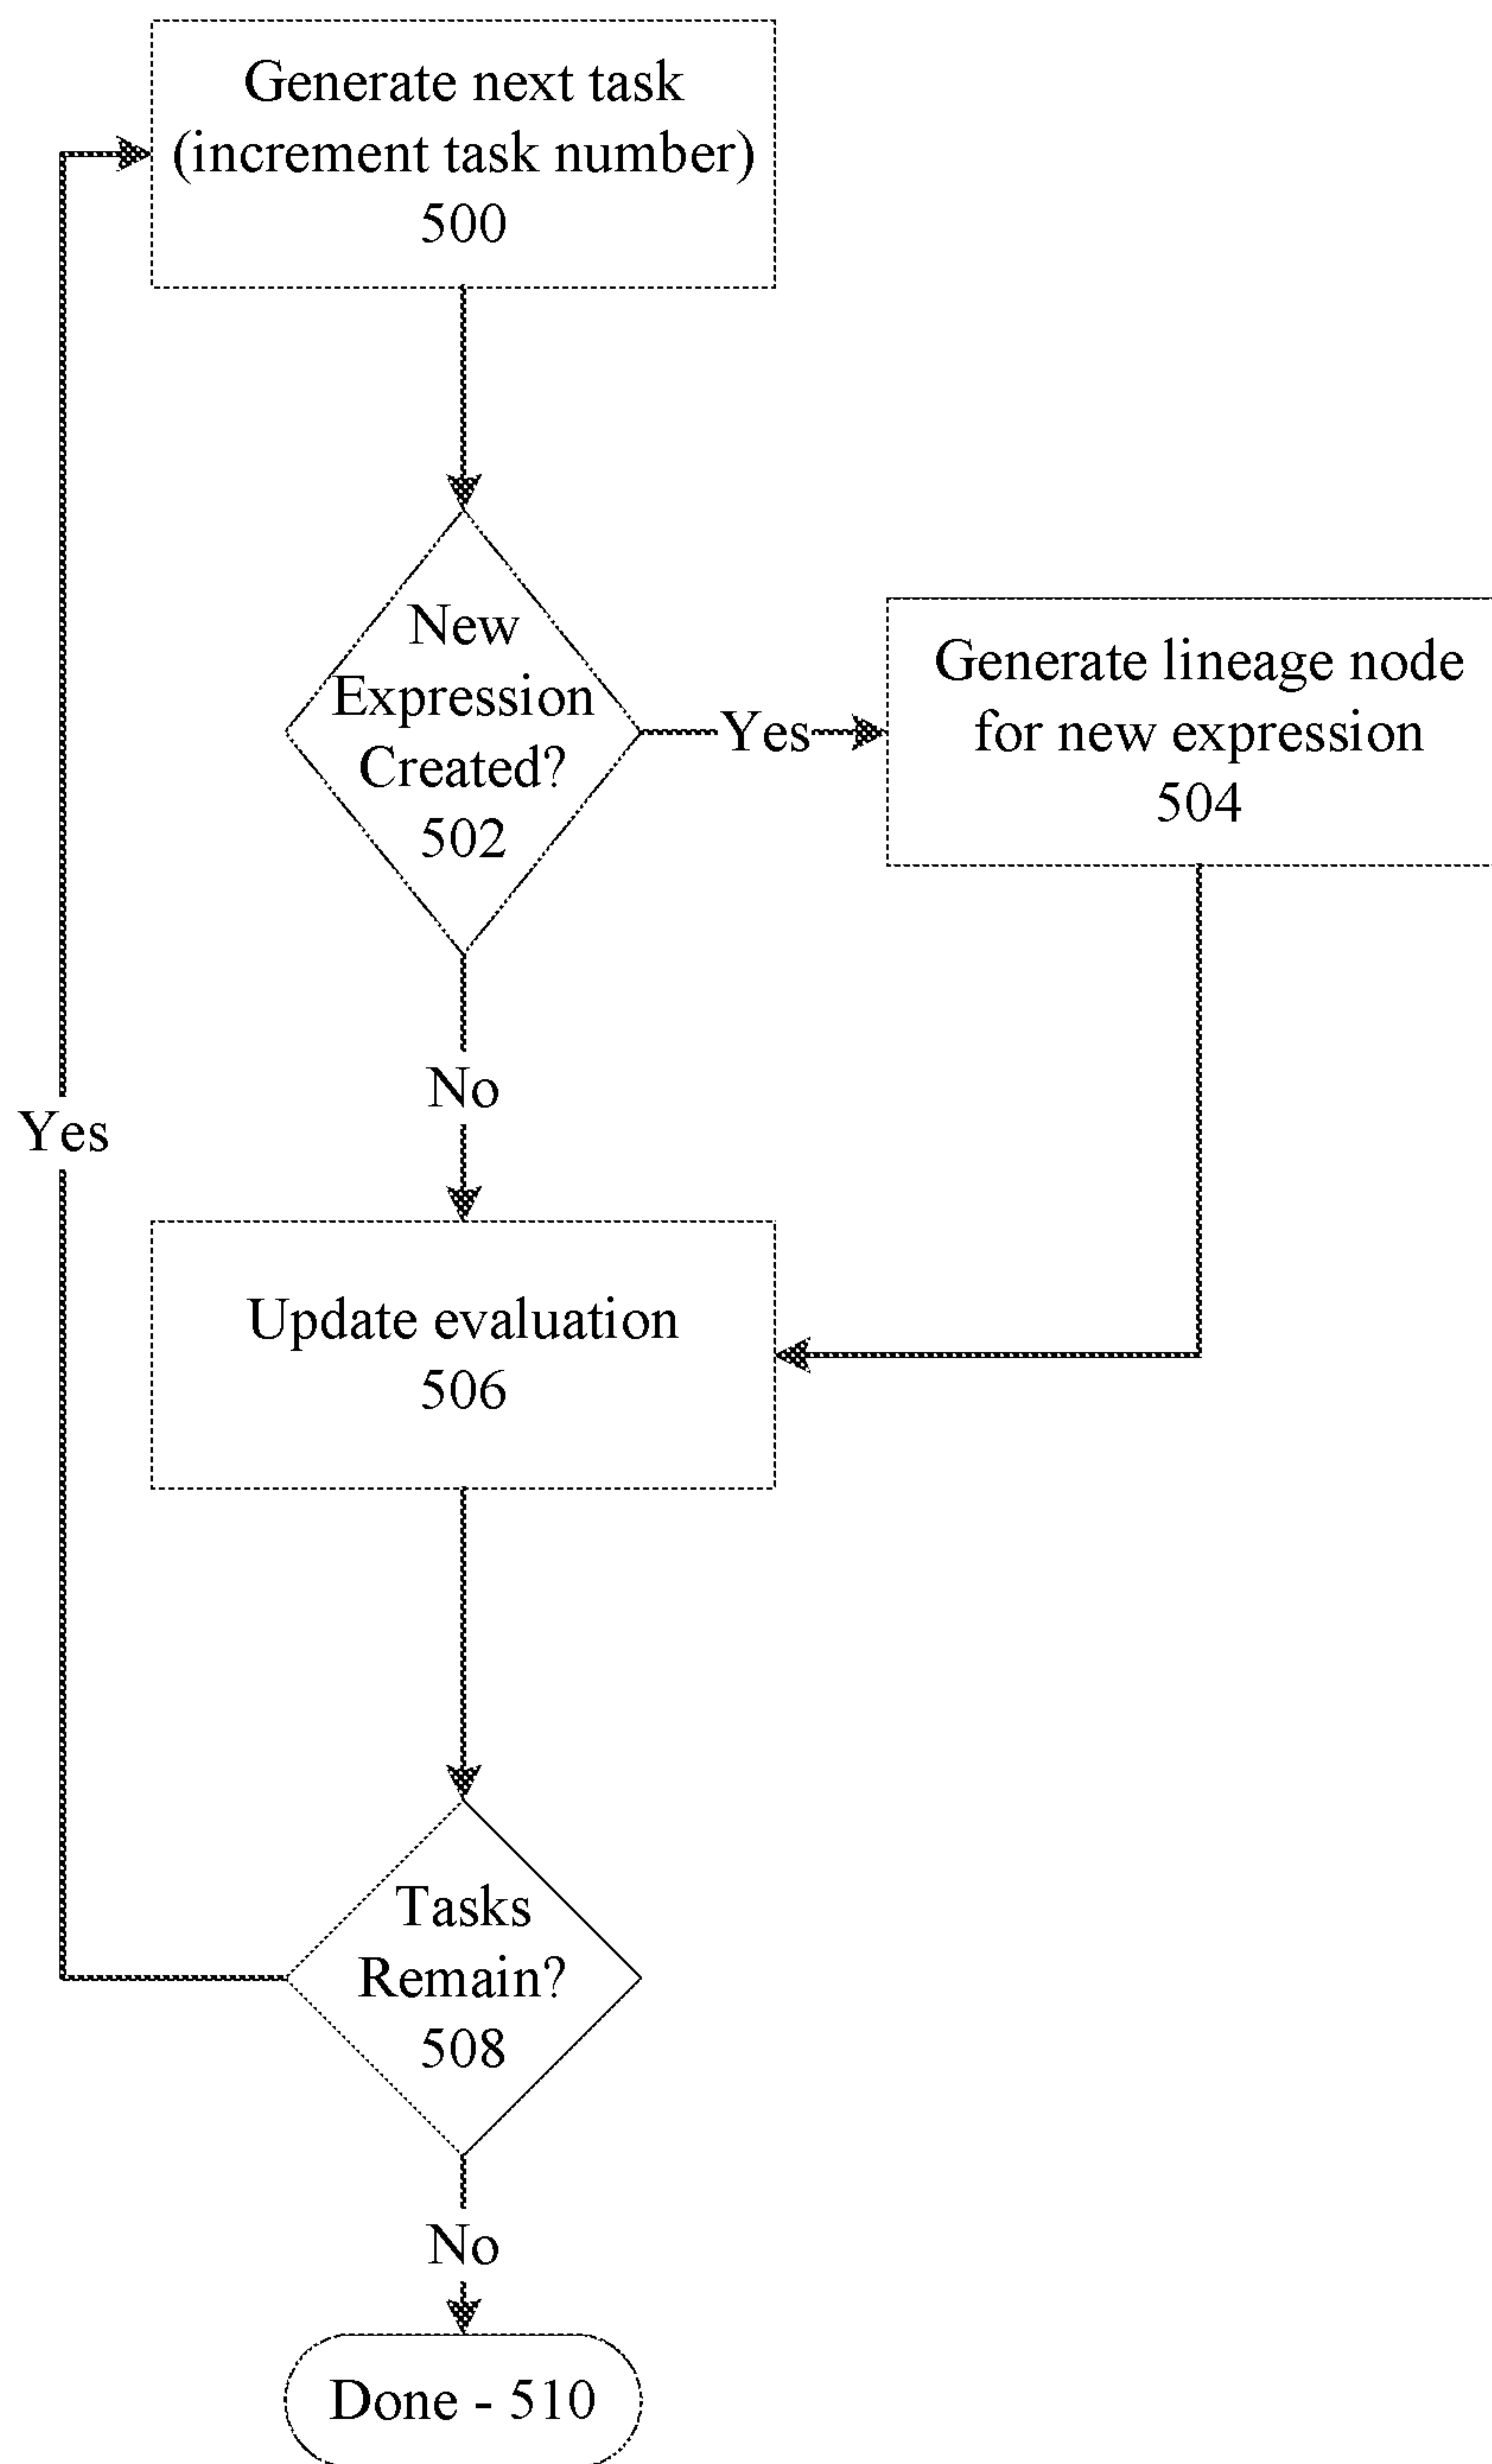 Generate next task
(increment task number)
500
New
Expression
Created?
502
Yes
Generate lineage node
for new expression
504
No
Yes
Update evaluation
506
Tasks
Remain?
508
No
Done - 510